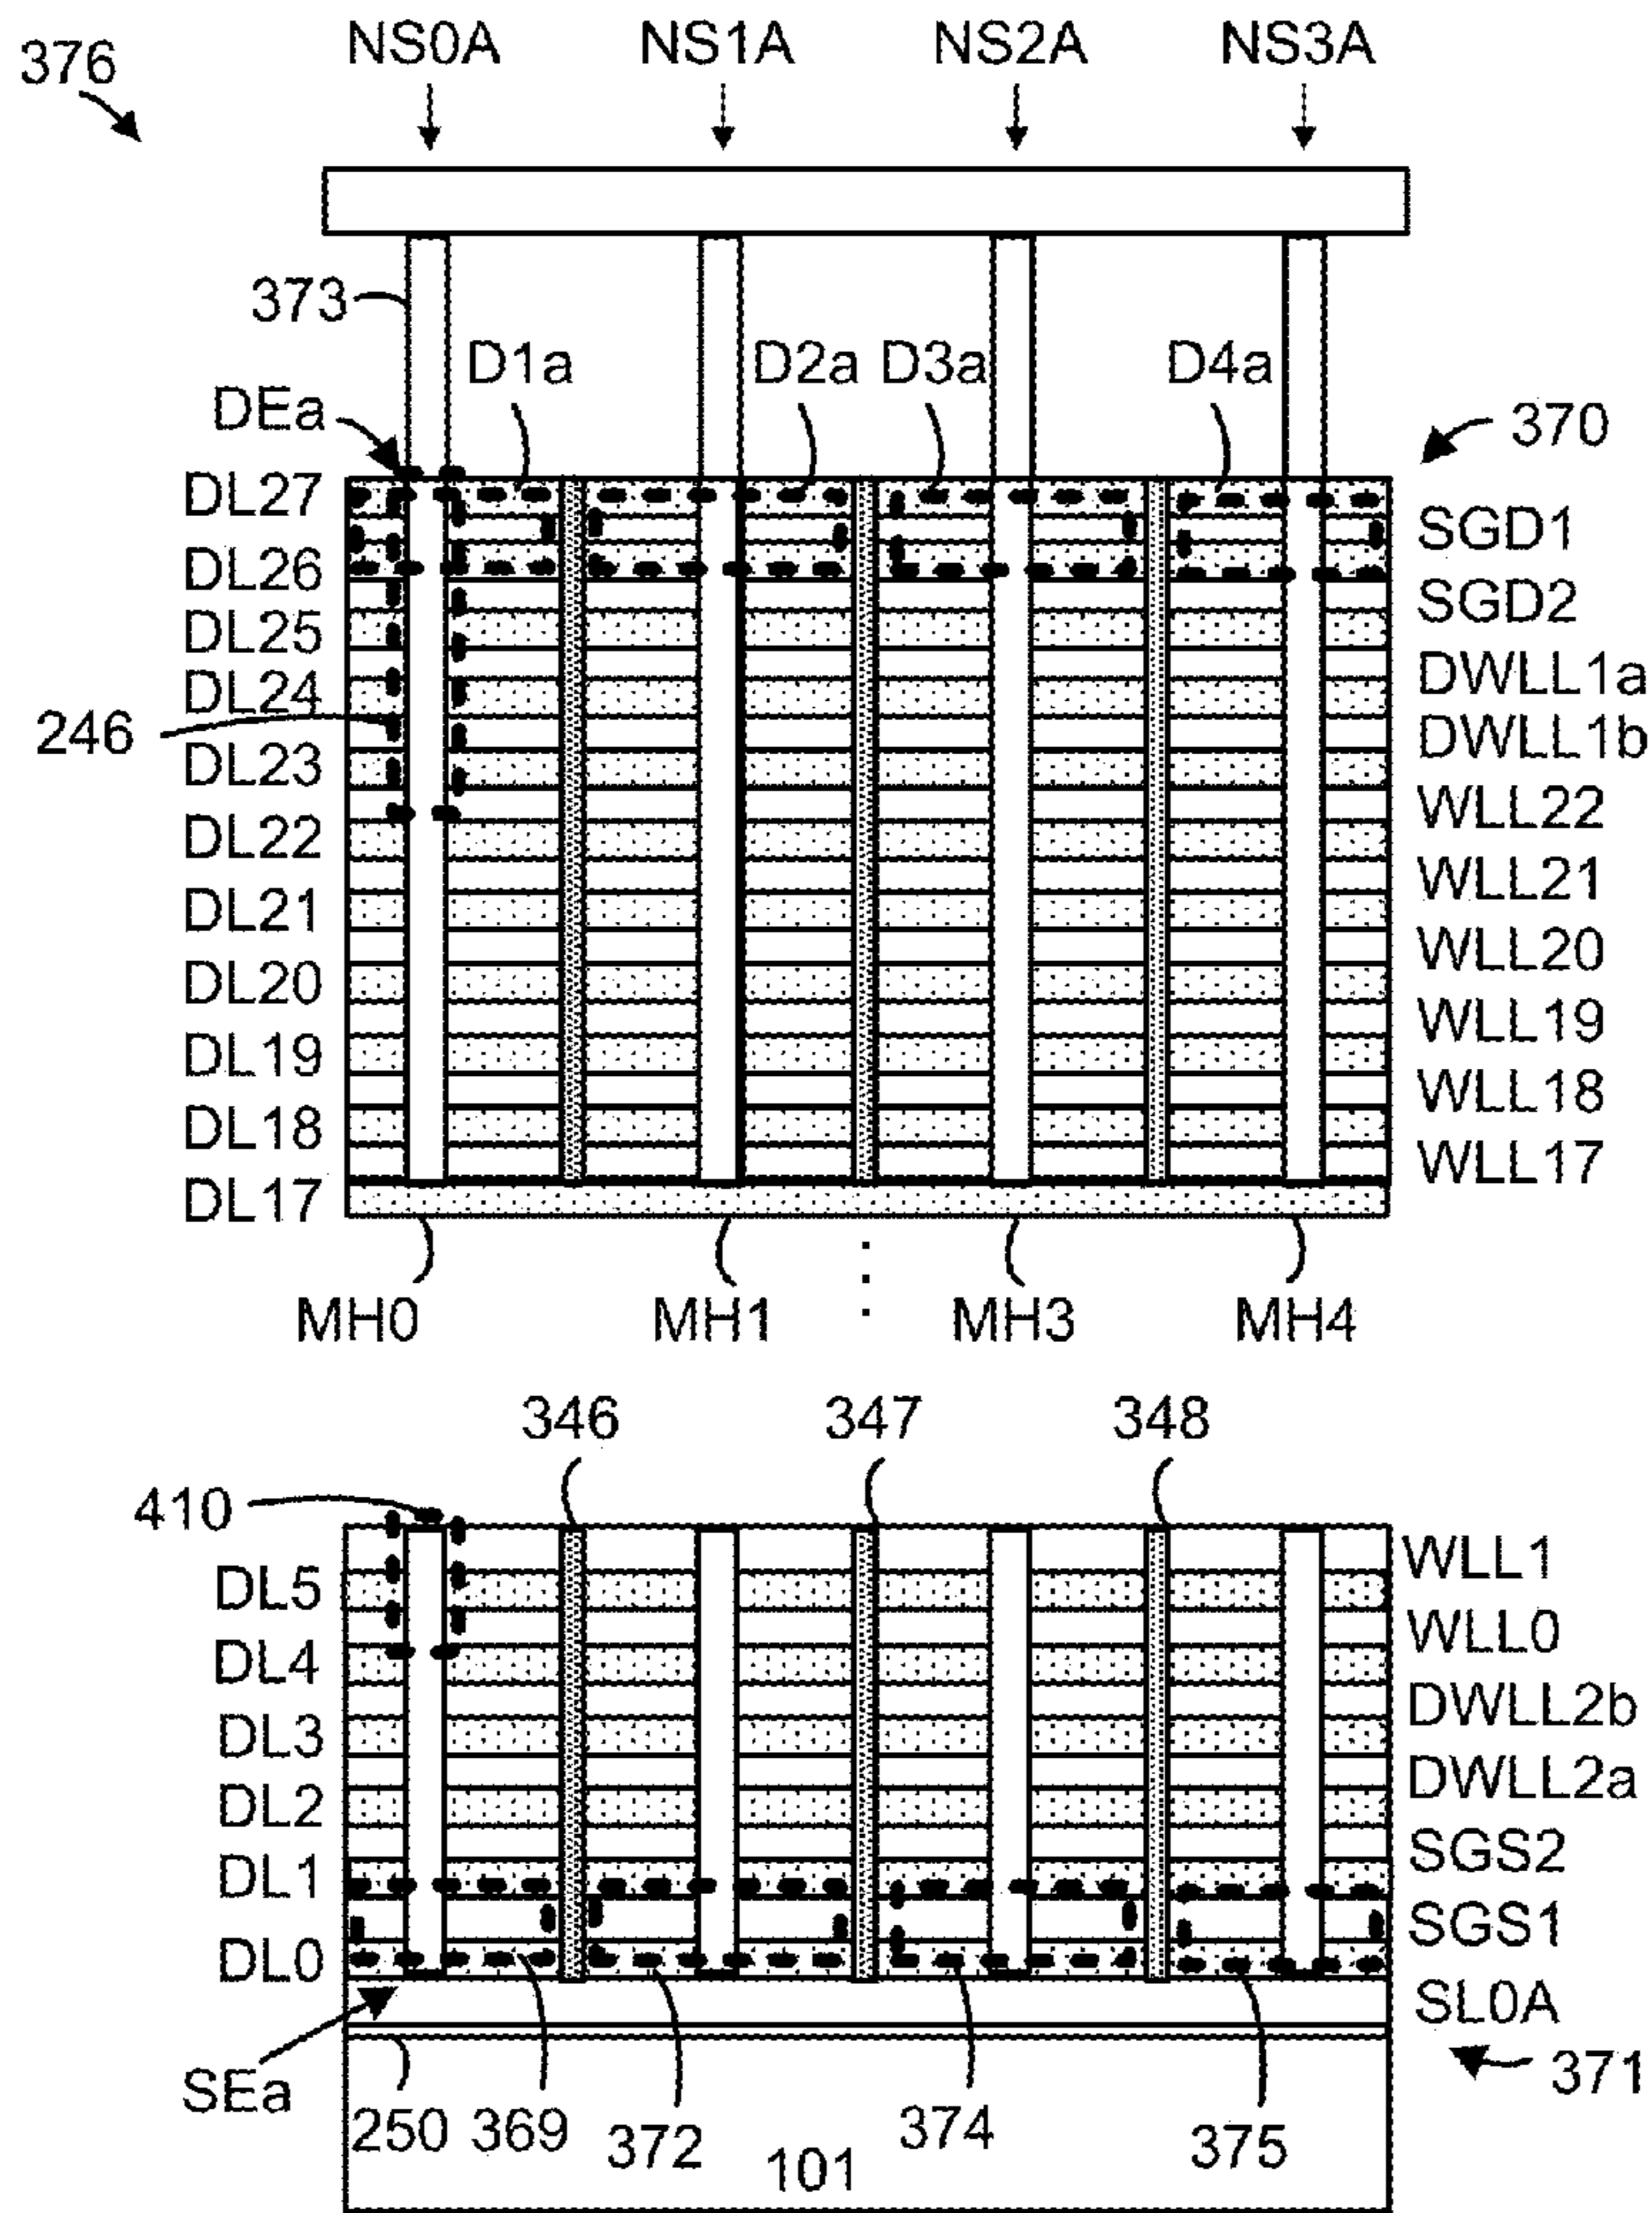 376
NS0A NS1A NS2A NS3A
373
D1a D2a D3a D4a
DEa
370
DL27
SGD1
DL26
SGD2
DL25
DWLL1a
DL24
246
DWLL1b
DL23
WLL22
DL22
WLL21
DL21
WLL20
DL20
WLL19
DL19
WLL18
DL18
WLL17
DL17
MH0 MH1 MH3 MH4
346 347 348
410
WLL1
DL5
WLL0
DL4
DWLL2b
DL3
DWLL2a
DL2
SGS2
DL1
SGS1
DL0
SL0A
371
SEa
250 369 372 374 375
101